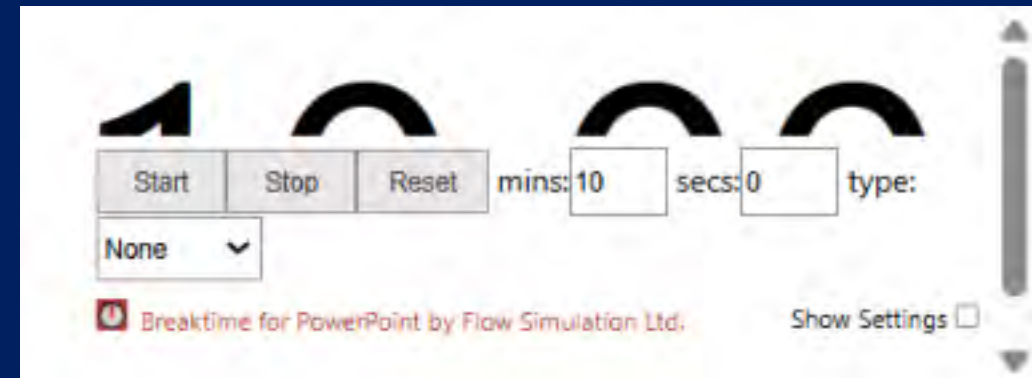 Start Stop Reset mins: 10 secs: 0 type:
None
Breaktime for PowerPoint by Flow Simulation Ltd. Show Settings